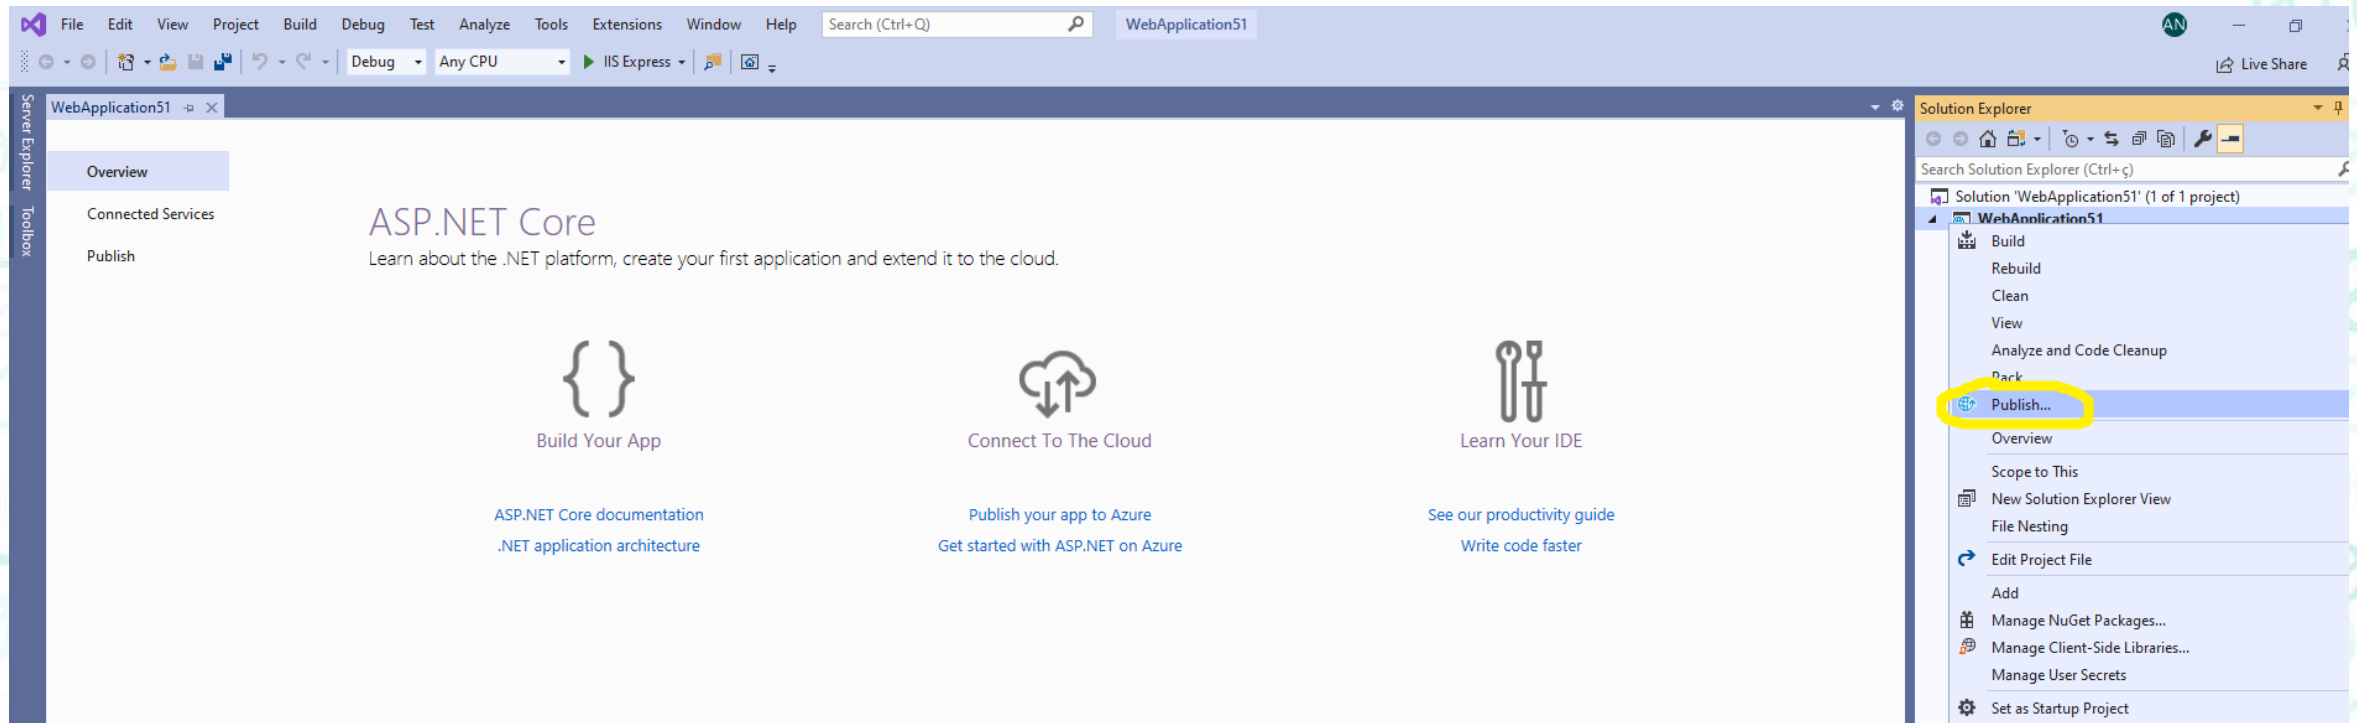 File Edit View Project Build Debug Test Analyze Tools Extensions Window Help Search (Ctrl+Q) WebApplication51 AN
Debug Any CPU IIS Express Live Share
Server Explorer
Toolbox
WebApplication51
Overview
Connected Services
Publish
ASP.NET Core
Learn about the .NET platform, create your first application and extend it to the cloud.
Build Your App
ASP.NET Core documentation
.NET application architecture
Connect To The Cloud
Publish your app to Azure
Get started with ASP.NET on Azure
Learn Your IDE
See our productivity guide
Write code faster
Solution Explorer
Search Solution Explorer (Ctrl+ç)
Solution 'WebApplication51' (1 of 1 project)
WebApplication51
Build
Rebuild
Clean
View
Analyze and Code Cleanup
Pack
Publish...
Overview
Scope to This
New Solution Explorer View
File Nesting
Edit Project File
Add
Manage NuGet Packages...
Manage Client-Side Libraries...
Manage User Secrets
Set as Startup Project